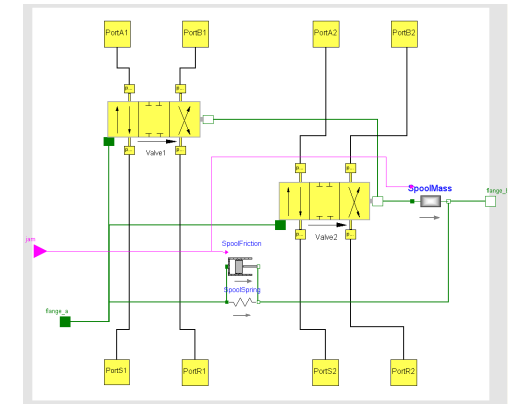 PortA1
PortB1
PortA2
PortB2
p...
p...
Valve1
p...
p...
p...
p...
SpoolMass
flange_b
Valve2
p...
p...
jam
SpoolFriction
SpoolSpring
flange_a
PortS1
PortR1
PortS2
PortR2